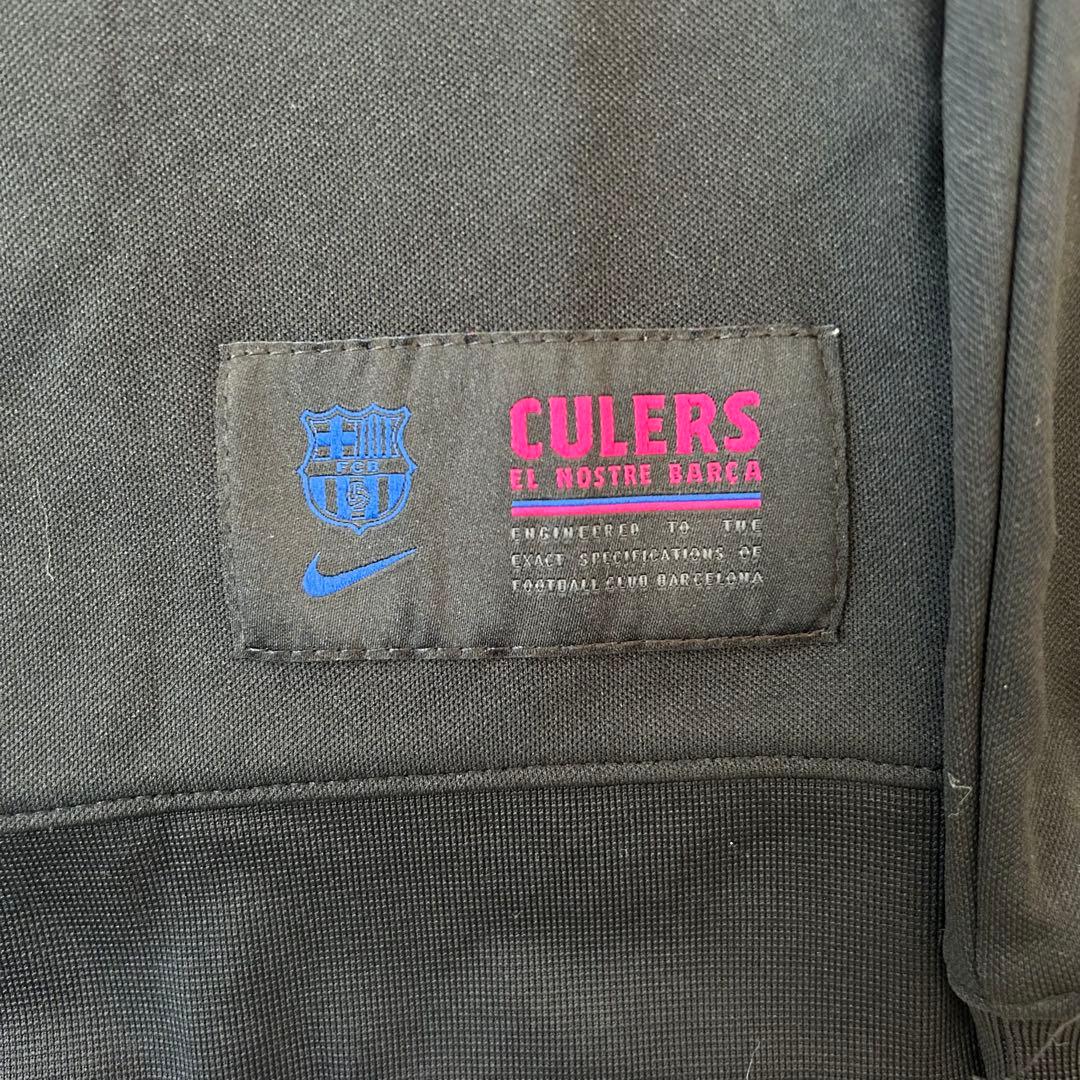 FCB
CULERS
EL NOSTRE BARÇA
ENGINEERED TO THE
EXACT SPECIFICATIONS OF
FOOTBALL CLUB BARCELONA